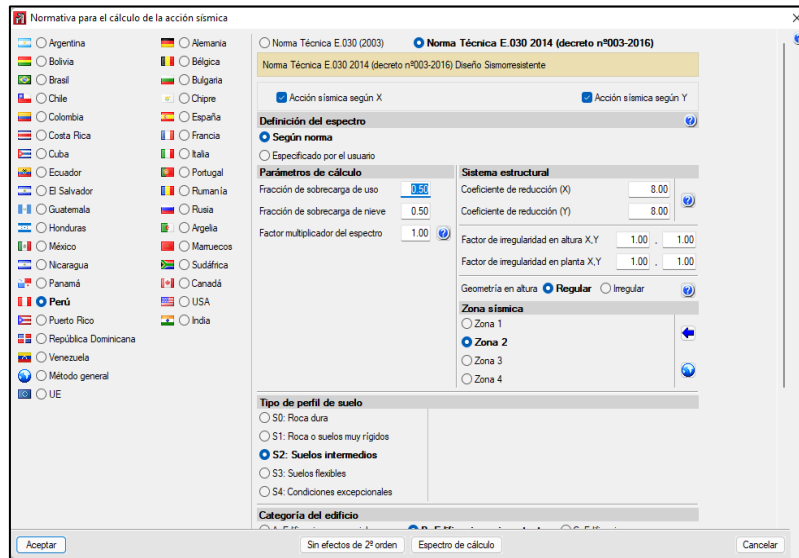 Normativa para el cálculo de la acción sísmica
Argentina
Bolivia
Brasil
Chile
Colombia
Costa Rica
Cuba
Ecuador
El Salvador
Guatemala
Honduras
México
Nicaragua
Panamá
Perú
Puerto Rico
República Dominicana
Venezuela
Método general
UE
Alemania
Bélgica
Bulgaria
Chipre
España
Francia
Italia
Portugal
Rumanía
Rusia
Argelia
Marruecos
Sudáfrica
Canadá
USA
India
Norma Técnica E.030 (2003) Norma Técnica E.030 2014 (decreto nº003-2016)
Norma Técnica E.030 2014 (decreto nº003-2016) Diseño Sismorresistente
Acción sísmica según X Acción sísmica según Y
Definición del espectro
Según norma
Especificado por el usuario
Parámetros de cálculo
Fracción de sobrecarga de uso 0.50
Fracción de sobrecarga de nieve 0.50
Factor multiplicador del espectro 1.00
Sistema estructural
Coeficiente de reducción (X) 8.00
Coeficiente de reducción (Y) 8.00
Factor de irregularidad en altura X,Y 1.00 , 1.00
Factor de irregularidad en planta X,Y 1.00 , 1.00
Geometría en altura Regular Irregular
Zona sísmica
Zona 1
Zona 2
Zona 3
Zona 4
Tipo de perfil de suelo
S0: Roca dura
S1: Roca o suelos muy rígidos
S2: Suelos intermedios
S3: Suelos flexibles
S4: Condiciones excepcionales
Categoría del edificio
Aceptar Sin efectos de 2º orden Espectro de cálculo Cancelar